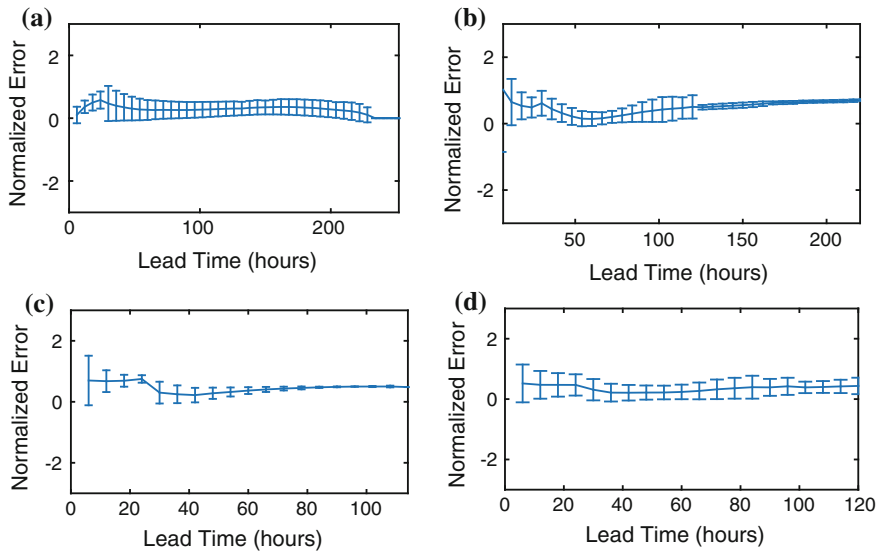 (a)
Normalized Error
2
0
-2
0 100 200
Lead Time (hours)
(b)
Normalized Error
2
0
-2
50 100 150 200
Lead Time (hours)
(c)
Normalized Error
2
0
-2
0 20 40 60 80 100
Lead Time (hours)
(d)
Normalized Error
2
0
-2
0 20 40 60 80 100 120
Lead Time (hours)